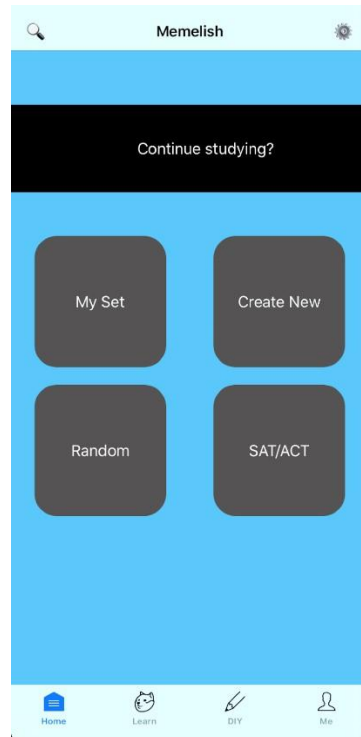 Memelish
Continue studying?
My Set
Create New
Random
SAT/ACT
Home
Learn
DIY
Me